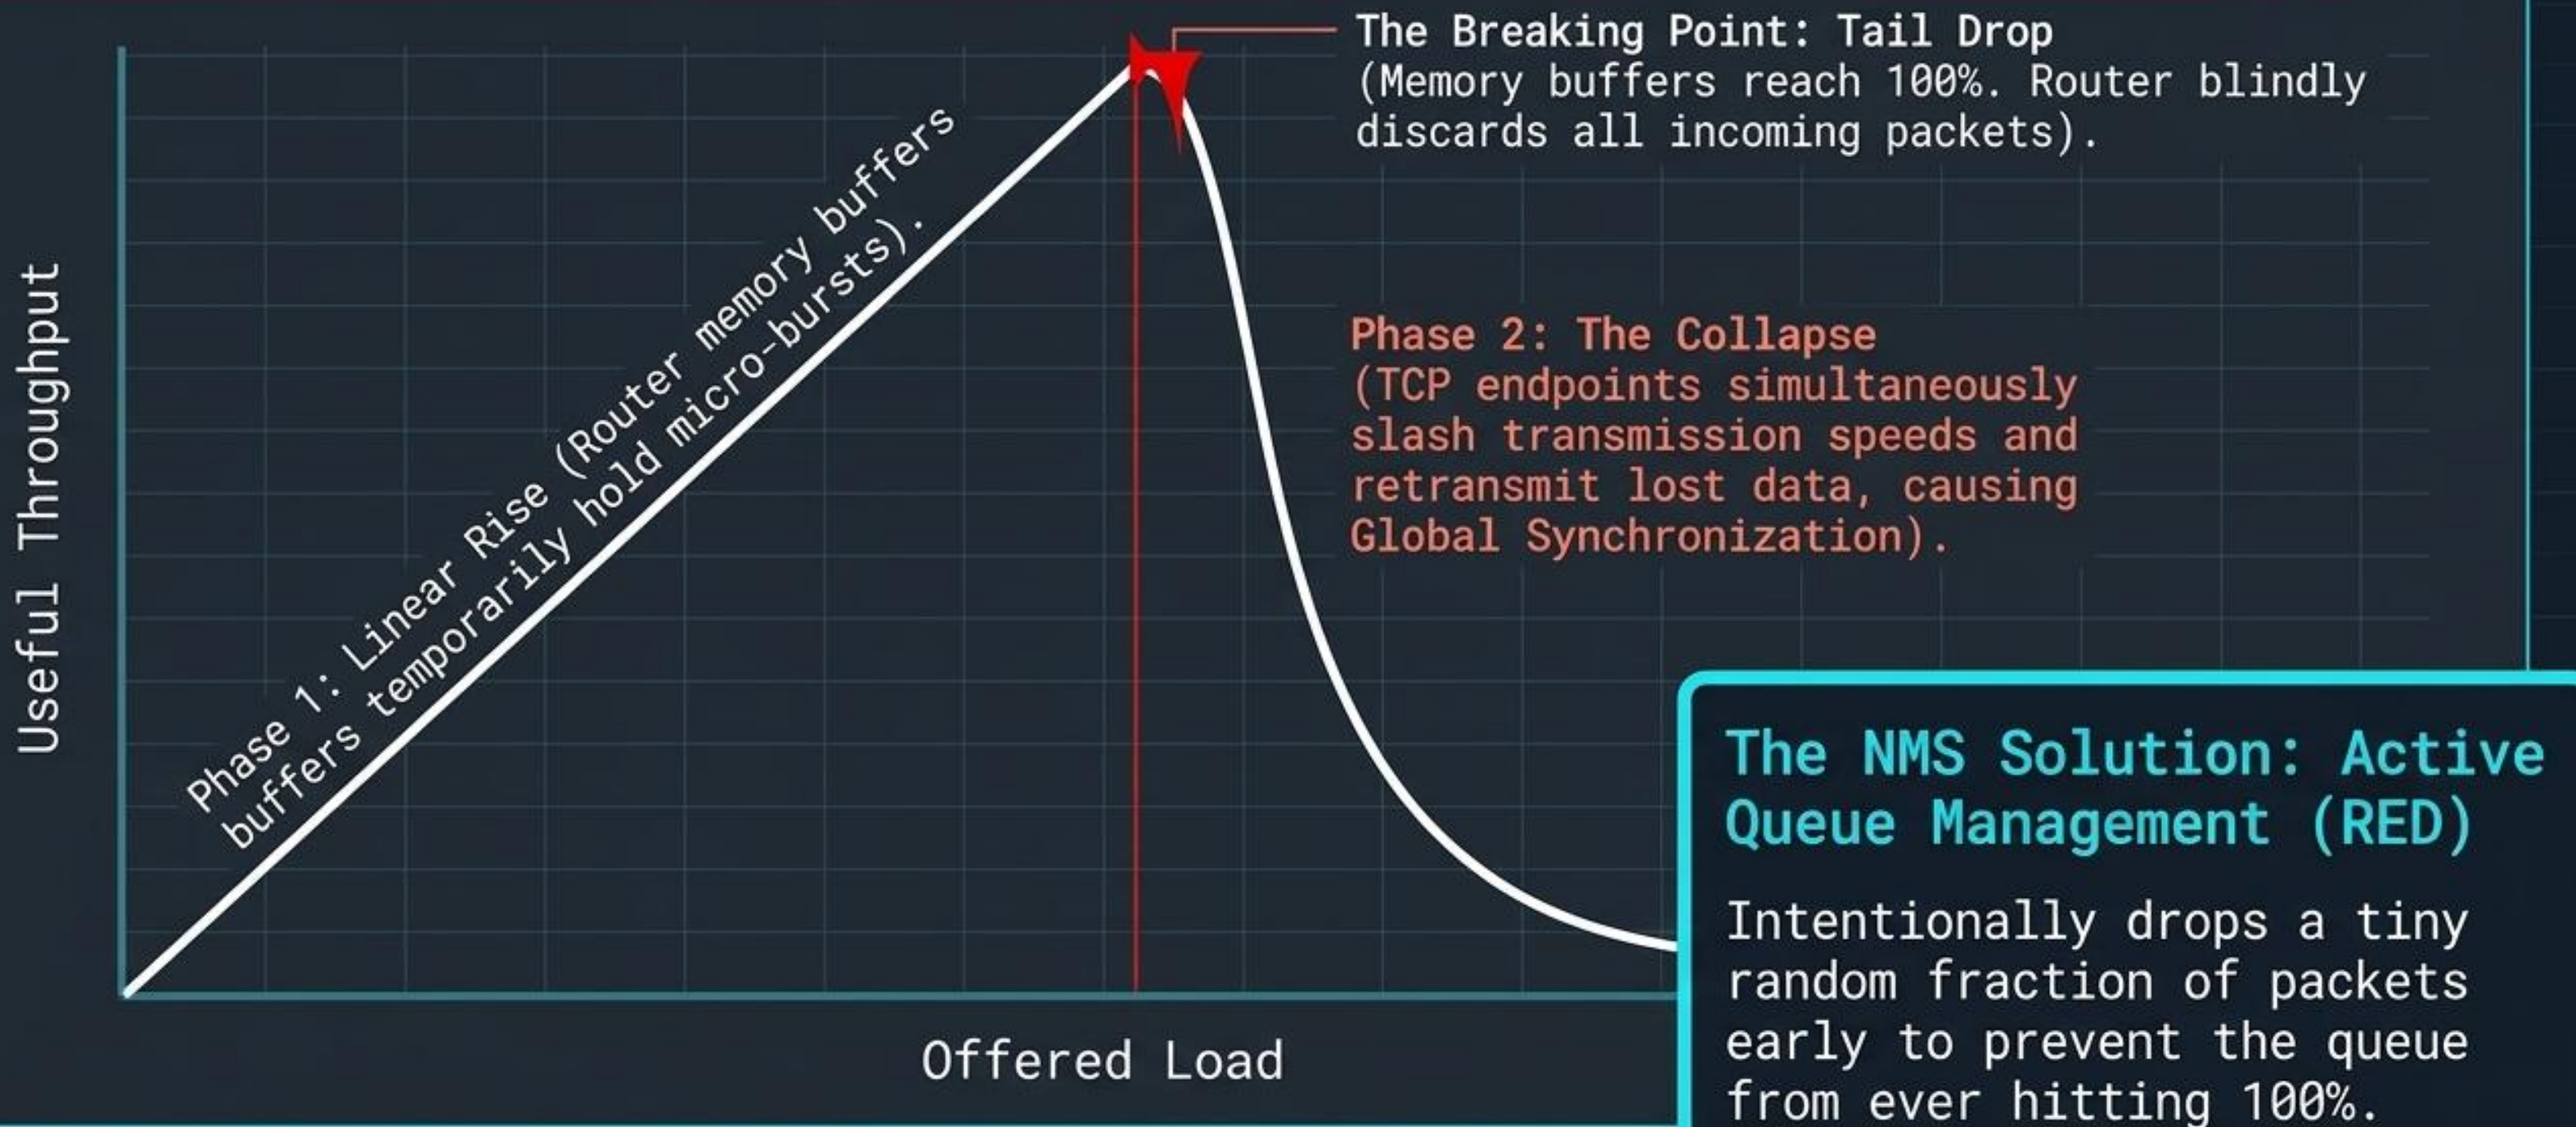 The Breaking Point: Tail Drop
(Memory buffers reach 100%. Router blindly
discards all incoming packets).
Phase 1: Linear Rise (Router memory buffers
buffers temporarily hold micro-bursts).
Useful Throughput
Phase 2: The Collapse
(TCP endpoints simultaneously
slash transmission speeds and
retransmit lost data, causing
Global Synchronization).
The NMS Solution: Active
Queue Management (RED)
Intentionally drops a tiny
random fraction of packets
early to prevent the queue
from ever hitting 100%.
Offered Load